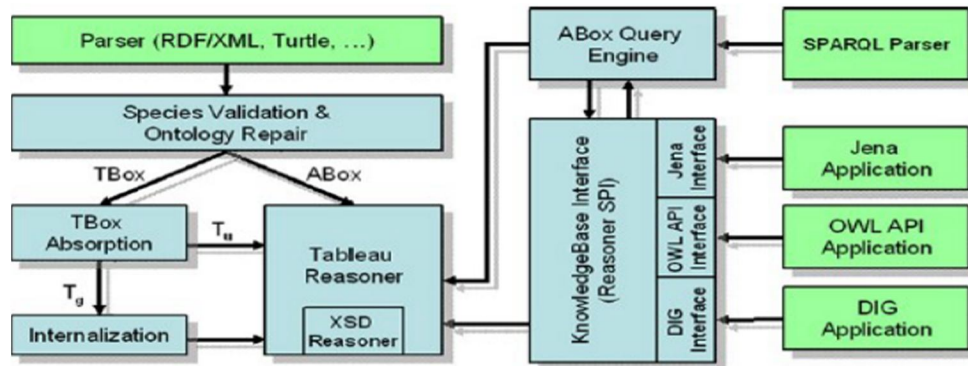 Parser (RDF/XML, Turtle, ...)
Species Validation &
Ontology Repair
TBox
ABox
TBox
Absorption
Tu
Tg
Internalization
Tableau
Reasoner
XSD
Reasoner
ABox Query
Engine
SPARQL Parser
KnowledgeBase Interface
(Reasoner SPI)
Jena
Interface
OWL API
Interface
DIG
Interface
Jena
Application
OWL API
Application
DIG
Application